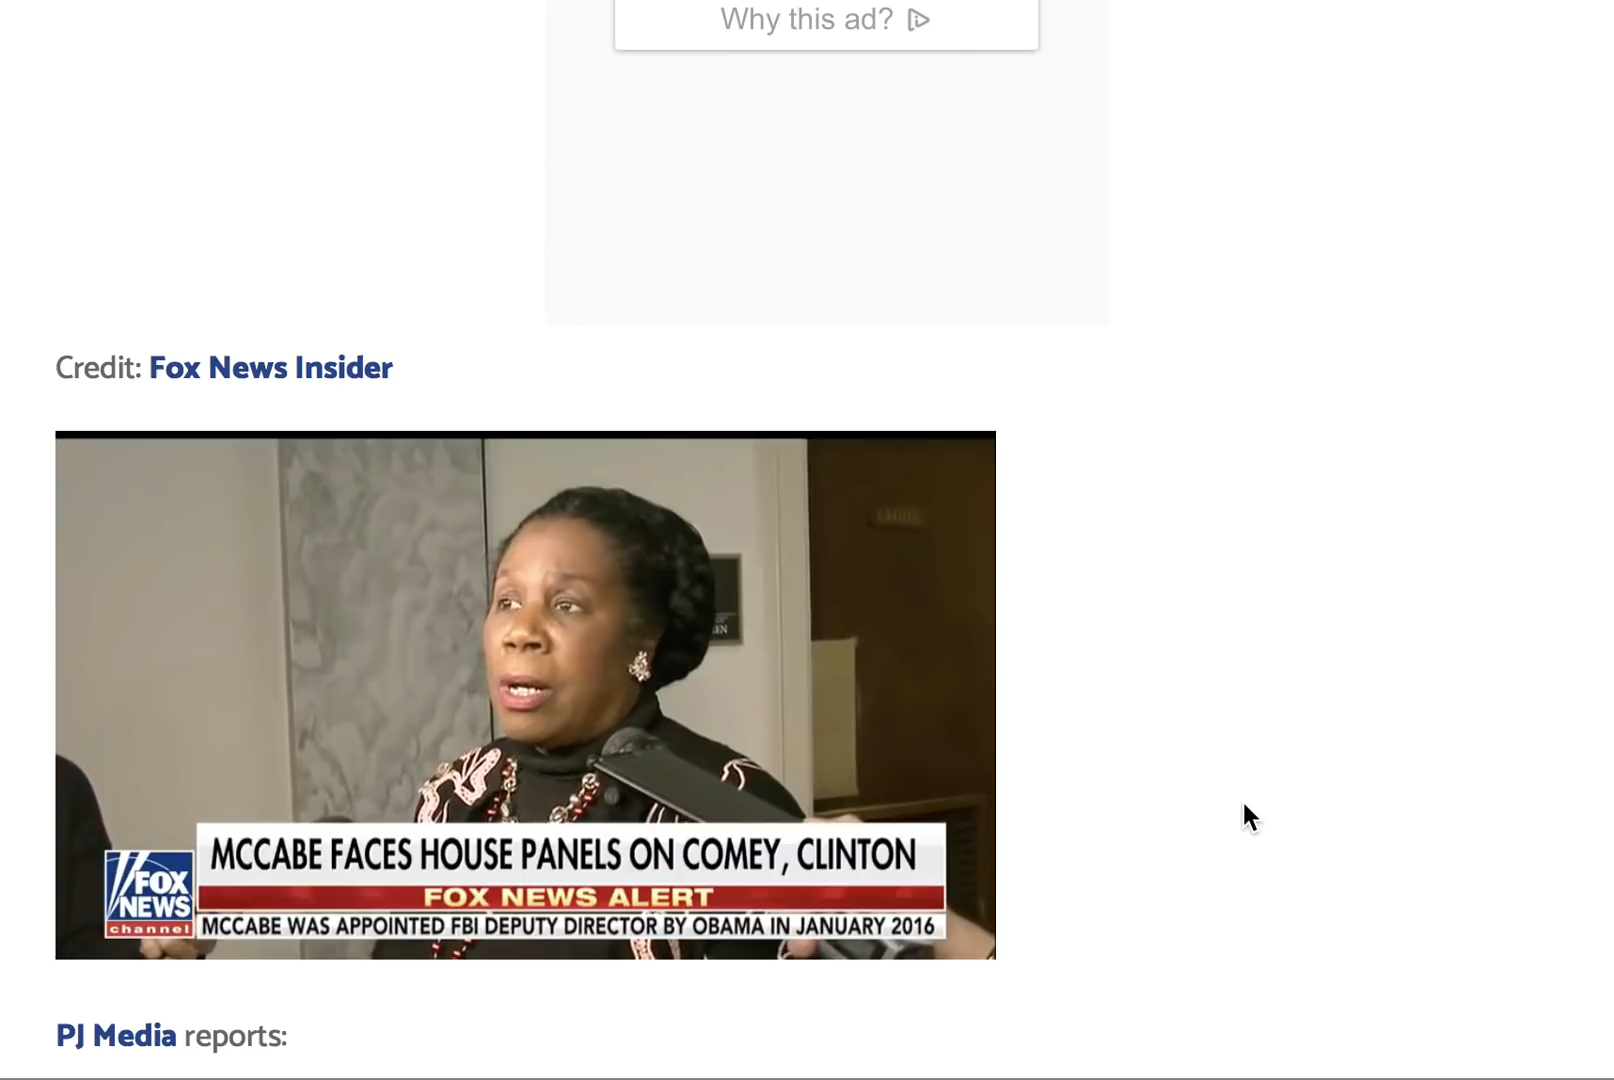 Why this ad?
Credit: Fox News Insider
MCCABE FACES HOUSE PANELS ON COMEY, CLINTON
FOX NEWS ALERT
FOX
NEWS
channel
MCCABE WAS APPOINTED FBI DEPUTY DIRECTOR BY OBAMA IN JANUARY 2016
PJ Media reports: